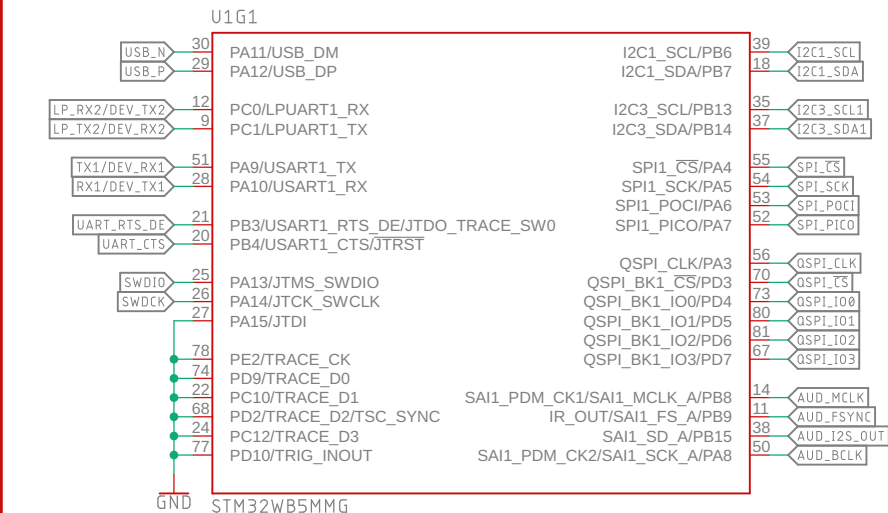 U1G1
USB_N 30 PA11/USB_DM I2C1_SCL/PB6 39 I2C1_SCL
USB_P 29 PA12/USB_DP I2C1_SDA/PB7 18 I2C1_SDA
LP_RX2/DEV_TX2 12 PC0/LPUART1_RX I2C3_SCL/PB13 35 I2C3_SCL1
LP_TX2/DEV_RX2 9 PC1/LPUART1_TX I2C3_SDA/PB14 37 I2C3_SDA1
TX1/DEV_RX1 51 PA9/USART1_TX SPI1_CS/PA4 55 SPI_CS
RX1/DEV_TX1 28 PA10/USART1_RX SPI1_SCK/PA5 54 SPI_SCK
SPI1_POCI/PA6 53 SPI_POCI
UART_RTS_DE 21 PB3/USART1_RTS_DE/JTDO_TRACE_SW0 SPI1_PICO/PA7 52 SPI_PICO
UART_CTS 20 PB4/USART1_CTS/JTRST
QSPI_CLK/PA3 56 QSPI_CLK
SWDIO 25 PA13/JTMS_SWDIO QSPI_BK1_CS/PD3 70 QSPI_CS
SWDCK 26 PA14/JTCK_SWCLK QSPI_BK1_IO0/PD4 73 QSPI_IO0
27 PA15/JTDI QSPI_BK1_IO1/PD5 80 QSPI_IO1
QSPI_BK1_IO2/PD6 81 QSPI_IO2
78 PE2/TRACE_CK QSPI_BK1_IO3/PD7 67 QSPI_IO3
74 PD9/TRACE_D0
22 PC10/TRACE_D1 SAI1_PDM_CK1/SAI1_MCLK_A/PB8 14 AUD_MCLK
68 PD2/TRACE_D2/TSC_SYNC IR_OUT/SAI1_FS_A/PB9 11 AUD_FSYNC
24 PC12/TRACE_D3 SAI1_SD_A/PB15 38 AUD_I2S_OUT
77 PD10/TRIG_INOUT SAI1_PDM_CK2/SAI1_SCK_A/PA8 50 AUD_BCLK
GND STM32WB5MMG